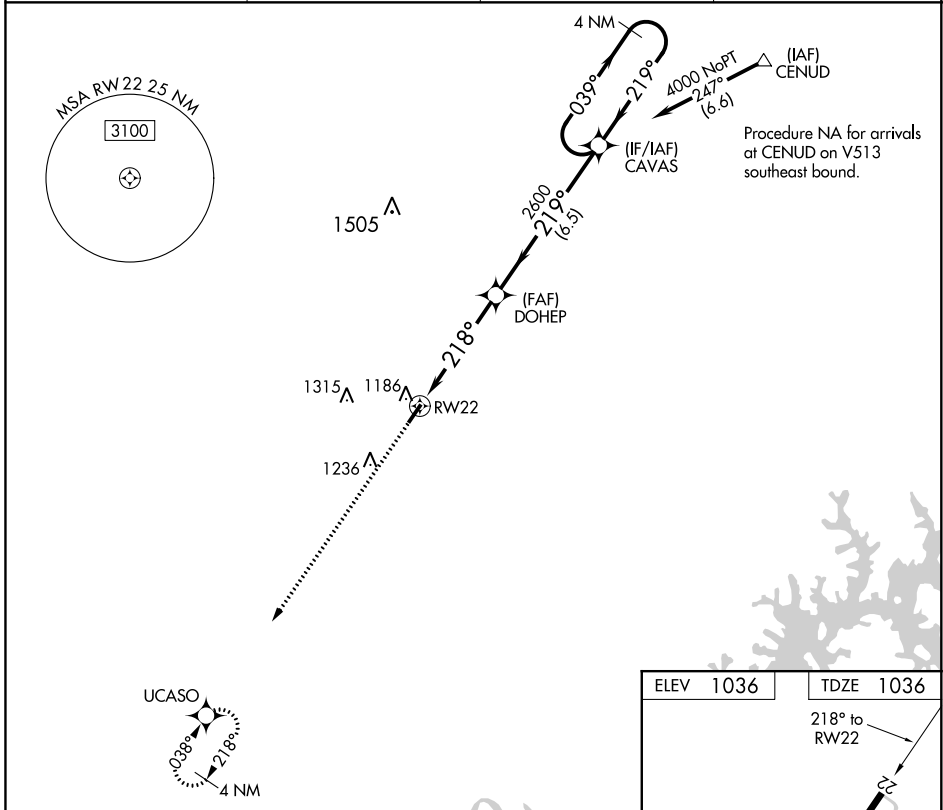 4 NM
039°
219°
4000 NoPT
247°
(6.6)
(IAF)
CENUD
MSA RW22 25 NM
3100
(IF/IAF)
CAVAS
Procedure NA for arrivals
at CENUD on V513
southeast bound.
1505
2600
219°
(6.5)
(FAF)
DOHEP
218°
1315
1186
RW22
1236
UCASO
038°
218°
4 NM
ELEV 1036
TDZE 1036
218° to
RW22
22